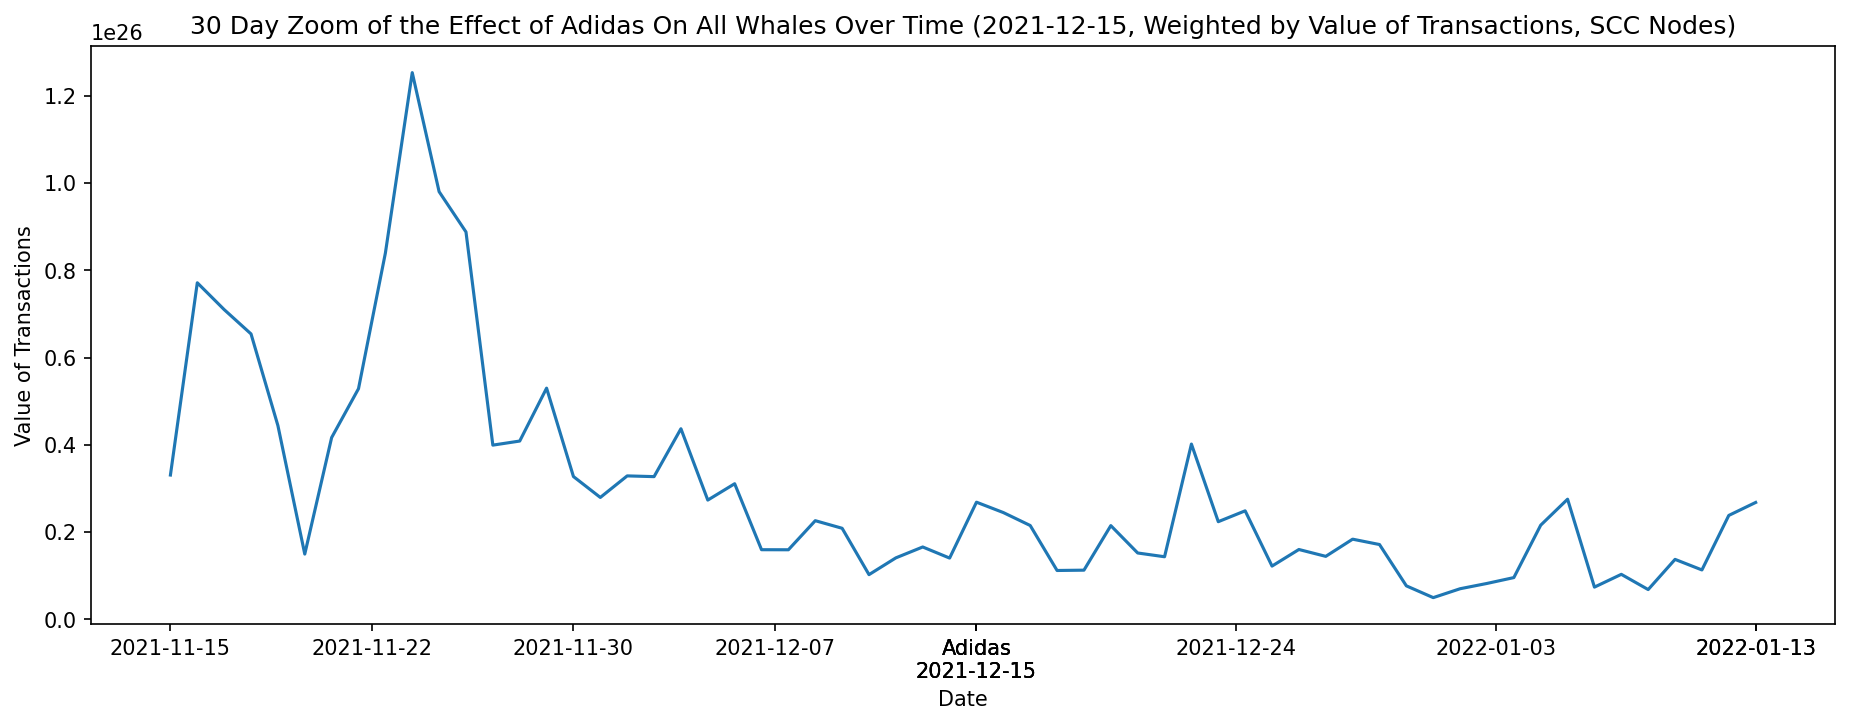 30 Day Zoom of the Effect of Adidas On All Whales Over Time (2021-12-15, Weighted by Value of Transactions, SCC Nodes)
1e26
1.2
1.0
0.8
0.6
0.4
0.2
0.0
Value of Transactions
2021-11-15 2021-11-22 2021-11-30 2021-12-07 Adidas 2021-12-24 2022-01-03 2022-01-13
2021-12-15
Date